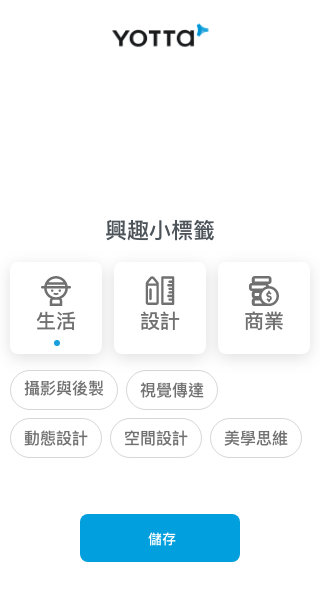 YOTTA
興趣小標籤
生活
設計
商業
攝影與後製
視覺傳達
動態設計
空間設計
美學思維
儲存